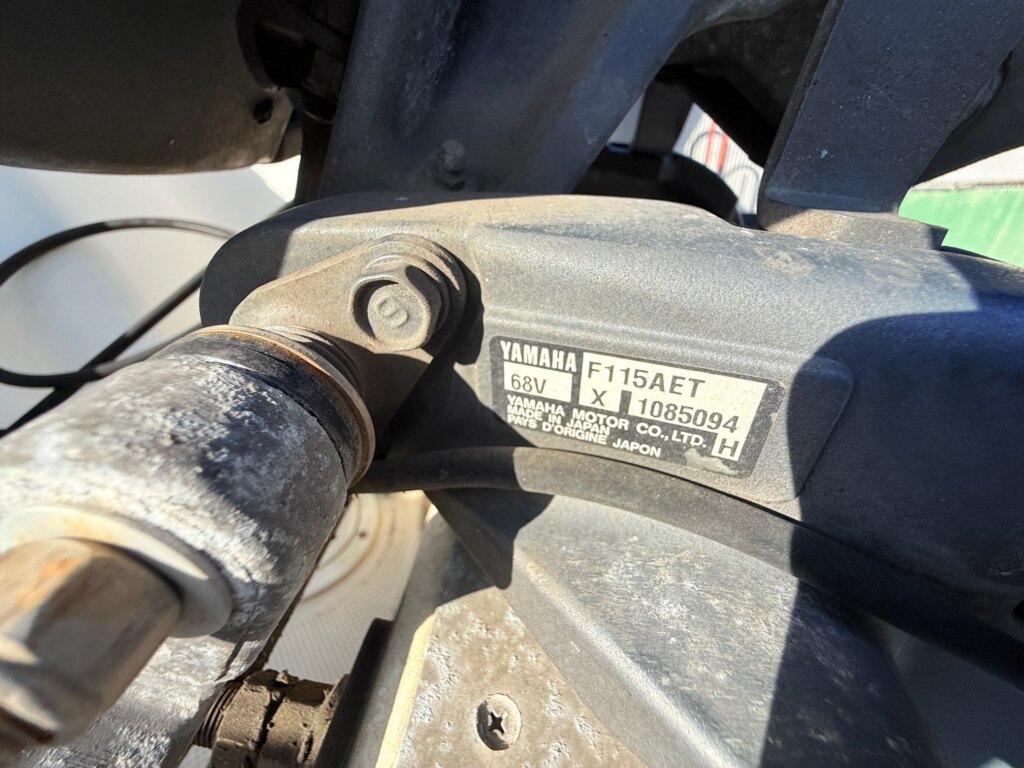 YAMAHA F115AET
68V X 1085094
YAMAHA MOTOR CO., LTD. H
MADE IN JAPAN
PAYS D'ORIGINE JAPON
S